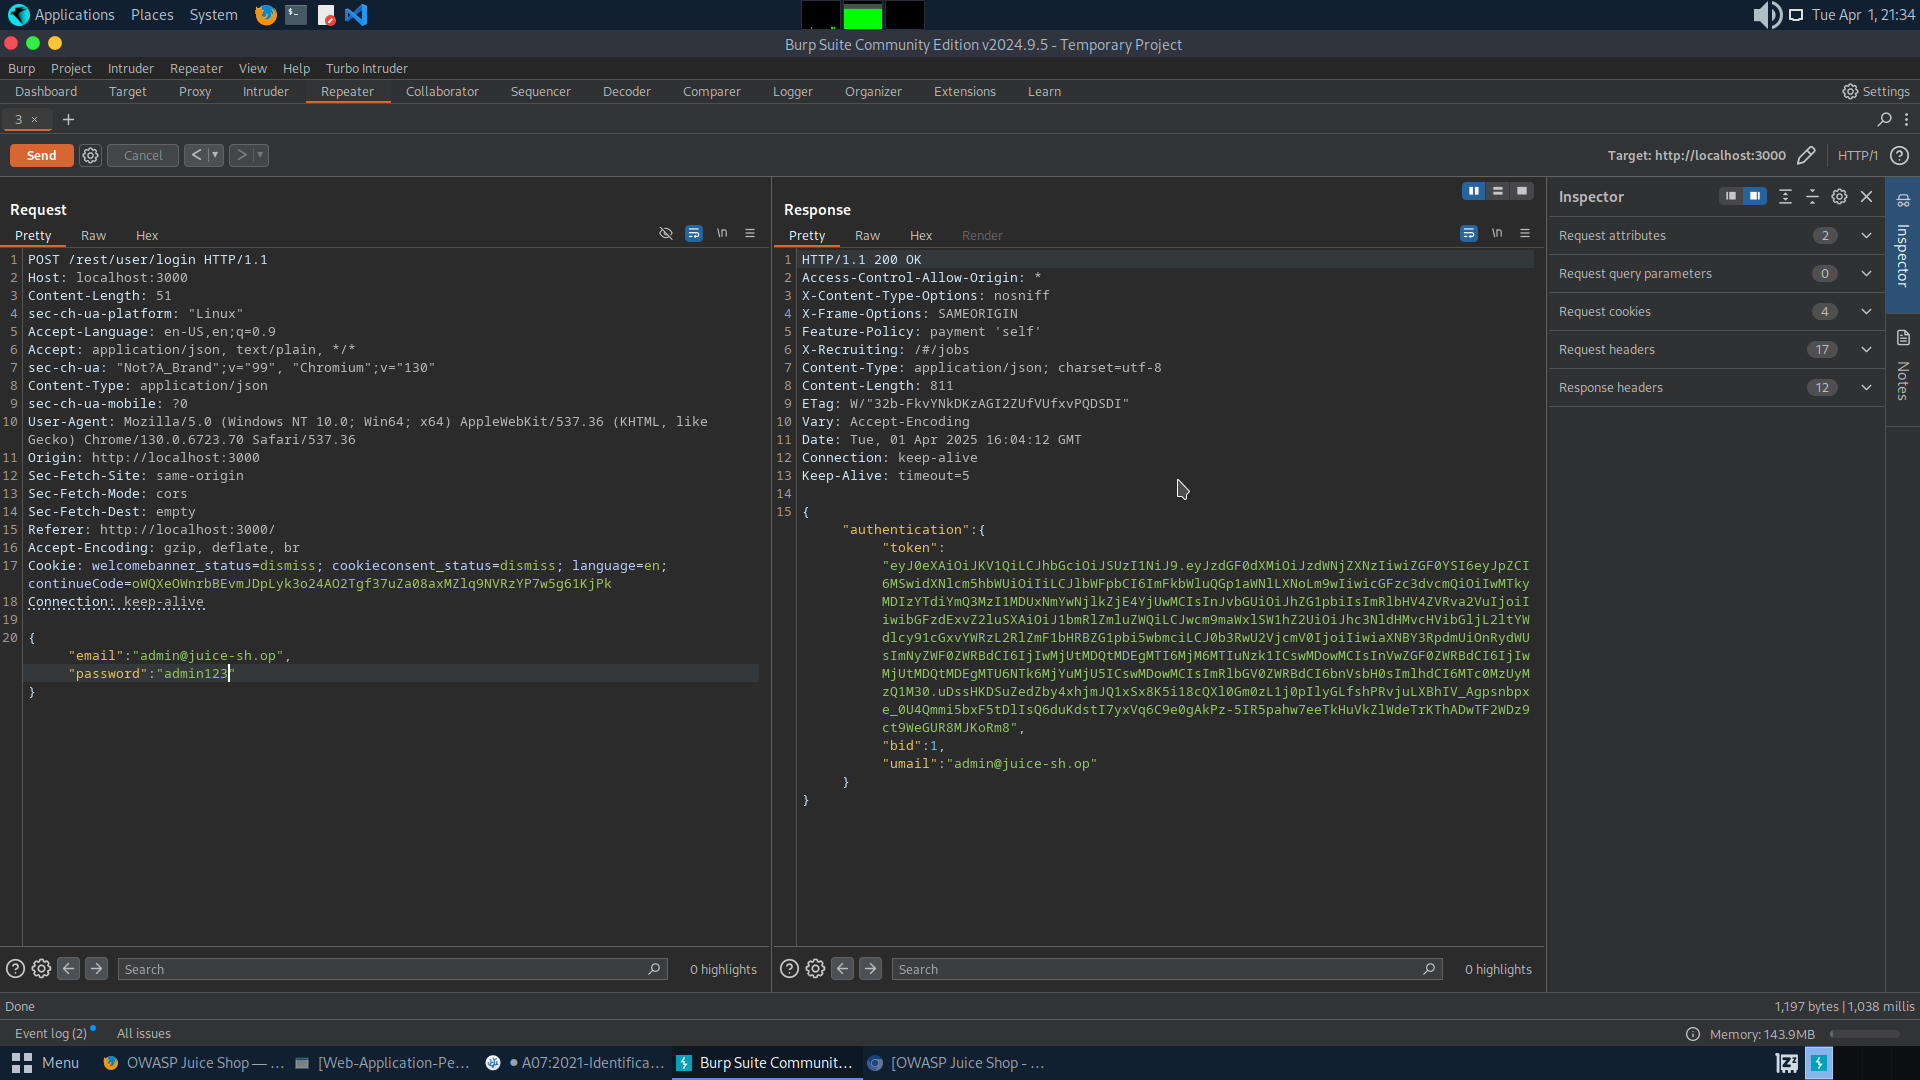 Applications Places System Tue Apr 1, 21:34
Burp Suite Community Edition v2024.9.5 - Temporary Project
Burp Project Intruder Repeater View Help Turbo Intruder
Dashboard Target Proxy Intruder Repeater Collaborator Sequencer Decoder Comparer Logger Organizer Extensions Learn Settings
3 × +
Send Cancel < > Target: http://localhost:3000 HTTP/1
Request
Pretty Raw Hex \n
1 POST /rest/user/login HTTP/1.1
2 Host: localhost:3000
3 Content-Length: 51
4 sec-ch-ua-platform: "Linux"
5 Accept-Language: en-US,en;q=0.9
6 Accept: application/json, text/plain, */*
7 sec-ch-ua: "Not?A_Brand";v="99", "Chromium";v="130"
8 Content-Type: application/json
9 sec-ch-ua-mobile: ?0
10 User-Agent: Mozilla/5.0 (Windows NT 10.0; Win64; x64) AppleWebKit/537.36 (KHTML, like
Gecko) Chrome/130.0.6723.70 Safari/537.36
11 Origin: http://localhost:3000
12 Sec-Fetch-Site: same-origin
13 Sec-Fetch-Mode: cors
14 Sec-Fetch-Dest: empty
15 Referer: http://localhost:3000/
16 Accept-Encoding: gzip, deflate, br
17 Cookie: welcomebanner_status=dismiss; cookieconsent_status=dismiss; language=en;
continueCode=oWQXeOWnrbBEvmJDpLyk3o24AO2Tgf37uZa08axMZlq9NVRzYP7w5g61KjPk
18 Connection: keep-alive
19
20 {
"email":"admin@juice-sh.op",
"password":"admin123"
}
Response
Pretty Raw Hex Render \n
1 HTTP/1.1 200 OK
2 Access-Control-Allow-Origin: *
3 X-Content-Type-Options: nosniff
4 X-Frame-Options: SAMEORIGIN
5 Feature-Policy: payment 'self'
6 X-Recruiting: /#/jobs
7 Content-Type: application/json; charset=utf-8
8 Content-Length: 811
9 ETag: W/"32b-FkvYNkDKzAGI2ZUfVUfxvPQDSDI"
10 Vary: Accept-Encoding
11 Date: Tue, 01 Apr 2025 16:04:12 GMT
12 Connection: keep-alive
13 Keep-Alive: timeout=5
14
15 {
"authentication":{
"token":
"eyJ0eXAiOiJKV1QiLCJhbGciOiJSUzI1NiJ9.eyJzdGF0dXMiOiJzdWNjZXNzIiwiZGF0YSI6eyJpZCI
6MSwidXNlcm5hbWUiOiIiLCJlbWFpbCI6ImFkbWluQGp1aWNlLXNoLm9wIiwicGFzc3dvcmQiOiIwMTky
MDIzYTdiYmQ3MzI1MDUxNmYwNjlkZjE4YjUwMCIsInJvbGUiOiJhZG1pbiIsImRlbHV4ZVRva2VuIjoiI
iwibGFzdExvZ2luSXAiOiJ1bmRlZmluZWQiLCJwcm9maWxlSW1hZ2UiOiJhc3NldHMvcHVibGljL2ltYW
dlcy91cGxvYWRzL2RlZmF1bHRBZG1pbi5wbmciLCJ0b3RwU2VjcmV0IjoiIiwiaXNBY3RpdmUiOnRydWU
sImNyZWF0ZWRBdCI6IjIwMjUtMDQtMDEgMTI6MjM6MTIuNzk1ICswMDowMCIsInVwZGF0ZWRBdCI6IjIw
MjUtMDQtMDEgMTU6NTk6MjYuMjU5ICswMDowMCIsImRlbGV0ZWRBdCI6bnVsbH0sImlhdCI6MTc0MzUyM
zQ1M30.uDssHKDSuZedZby4xhjmJQ1xSx8K5i18cQXl0Gm0zL1j0pIlyGLfshPRvjuLXBhIV_Agpsnbpx
e_0U4Qmmi5bxF5tDlIsQ6duKdstI7yxVq6C9e0gAkPz-5IR5pahw7eeTkHuVkZlWdeTrKThADwTF2WDz9
ct9WeGUR8MJKoRm8",
"bid":1,
"umail":"admin@juice-sh.op"
}
}
Inspector
Request attributes 2
Request query parameters 0
Request cookies 4
Request headers 17
Response headers 12
Inspector
Notes
Search 0 highlights
Search 0 highlights
Done 1,197 bytes | 1,038 millis
Event log (2) All issues Memory: 143.9MB
Menu OWASP Juice Shop — ... [Web-Application-Pe... A07:2021-Identifica... Burp Suite Communit... [OWASP Juice Shop - ...